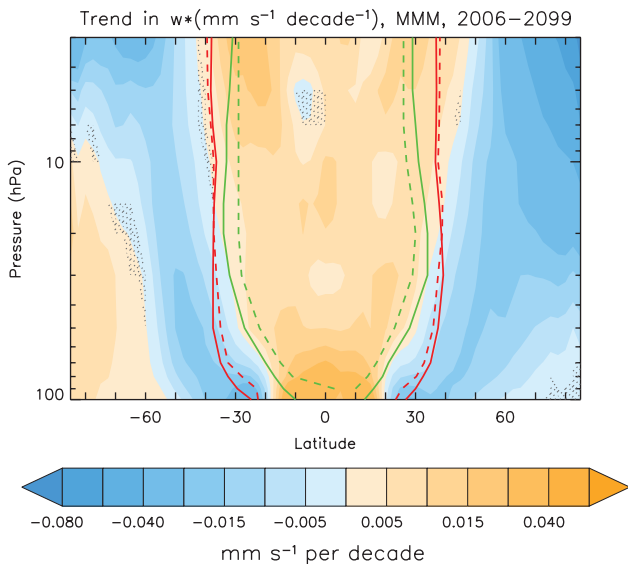 Trend in w*(mm s⁻¹ decade⁻¹), MMM, 2006−2099
10
100
Pressure (hPa)
−60 −30 0 30 60
Latitude
−0.080 −0.040 −0.015 −0.005 0.005 0.015 0.040
mm s⁻¹ per decade